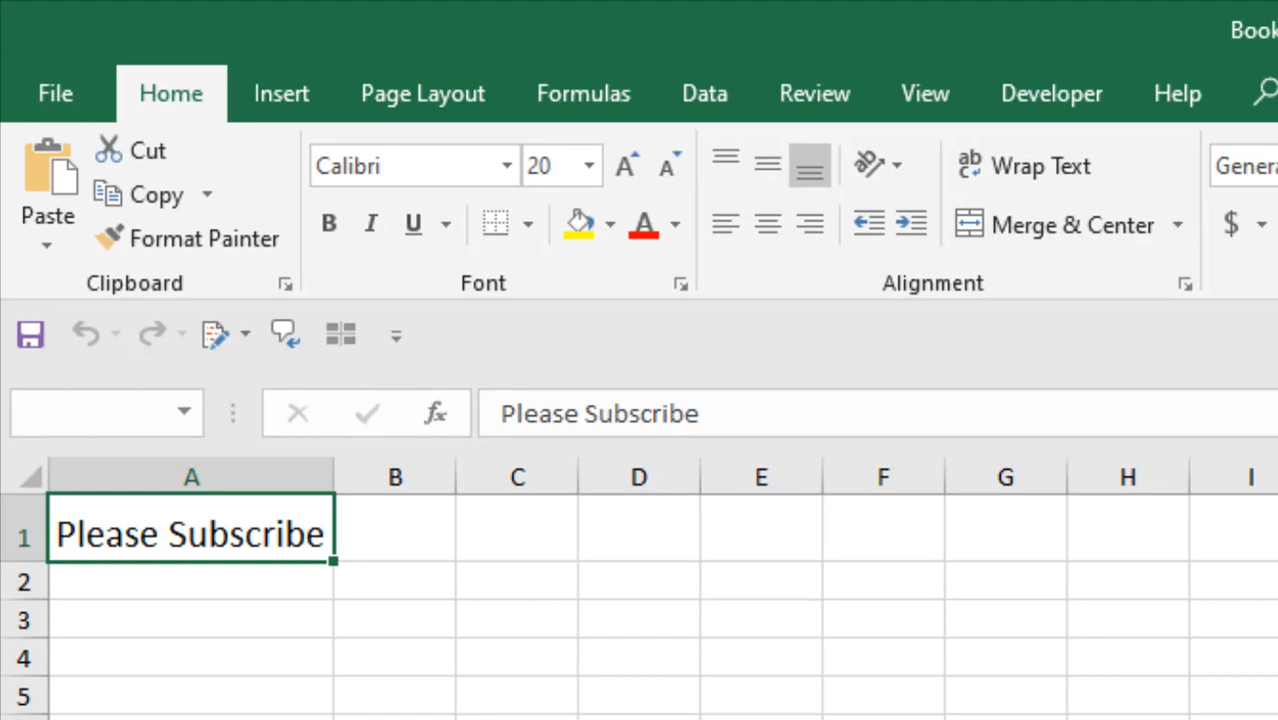 Book
File Home Insert Page Layout Formulas Data Review View Developer Help
Cut
Calibri 20 A A ab c Wrap Text Genera
Copy
Paste
B I U A Merge & Center $
Format Painter
Clipboard Font Alignment
fx Please Subscribe
A B C D E F G H I
1 Please Subscribe
2
3
4
5